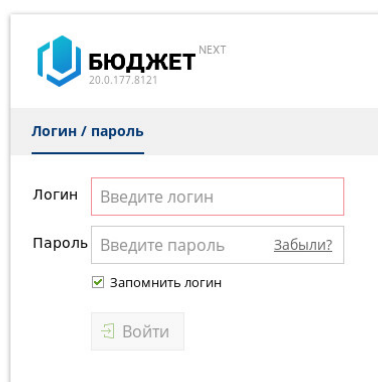 БЮДЖЕТ NEXT
20.0.177.8121
Логин / пароль
Логин Введите логин
Пароль Введите пароль Забыли?
Запомнить логин
Войти